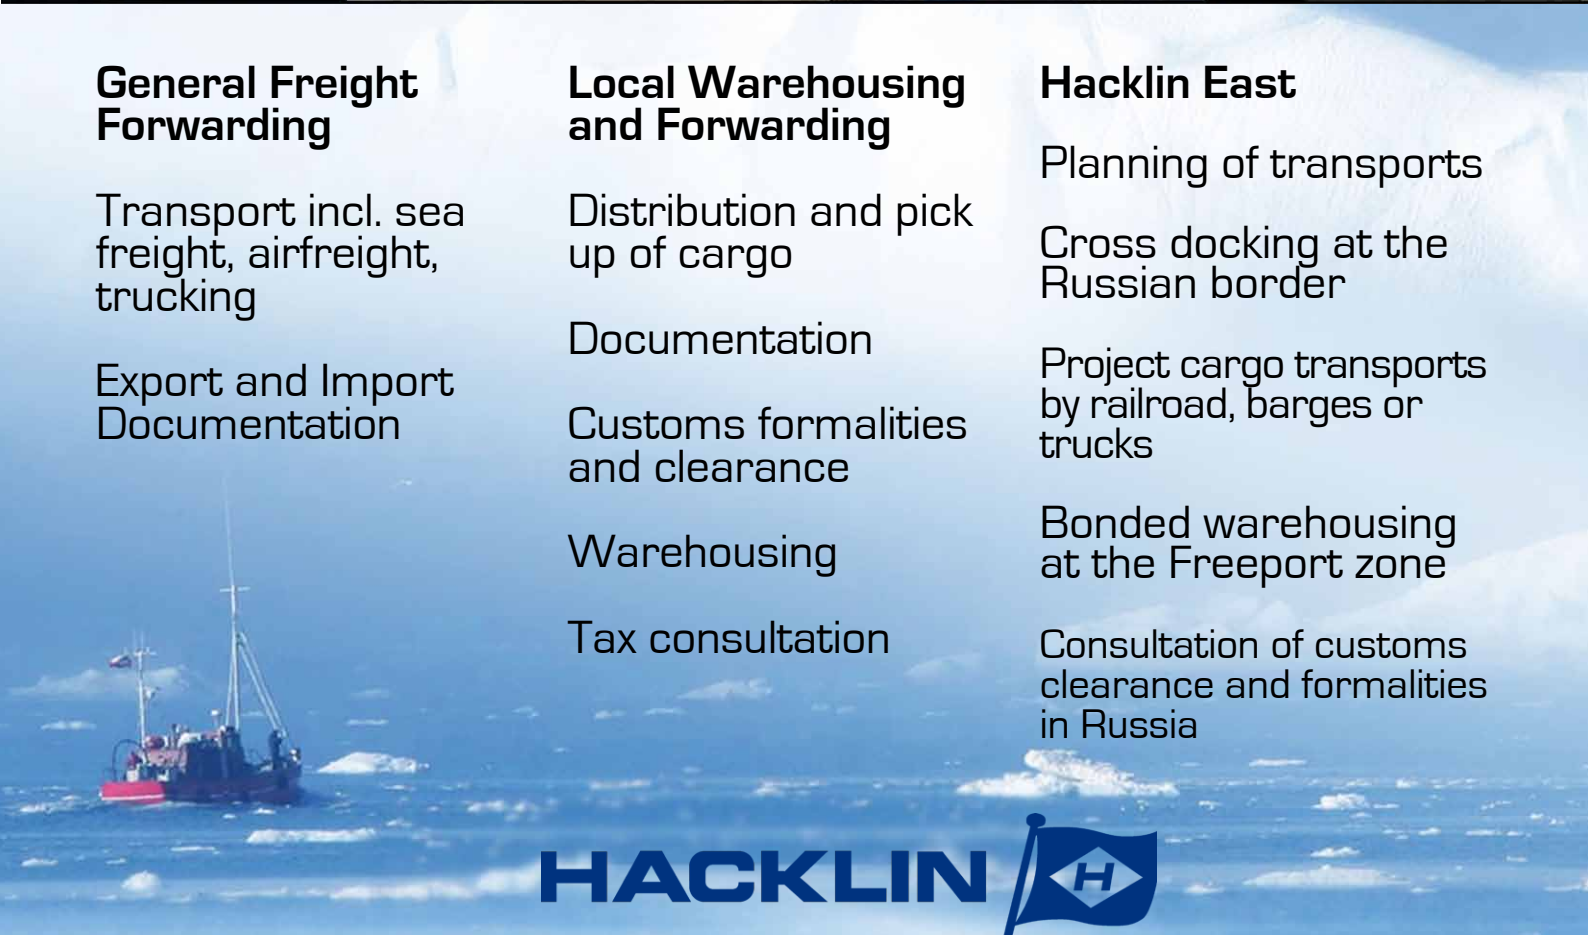 General Freight
Forwarding
Transport incl. sea
freight, airfreight,
trucking
Export and Import
Documentation
Local Warehousing
and Forwarding
Distribution and pick
up of cargo
Documentation
Customs formalities
and clearance
Warehousing
Tax consultation
Hacklin East
Planning of transports
Cross docking at the
Russian border
Project cargo transports
by railroad, barges or
trucks
Bonded warehousing
at the Freeport zone
Consultation of customs
clearance and formalities
in Russia
HACKLIN H